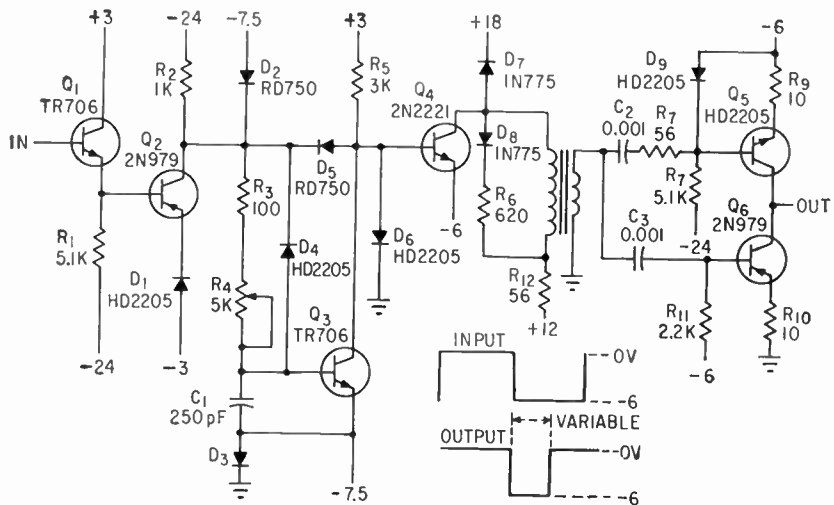 +3
-24
-7.5
+3
+18
-6
Q1
TR706
R2
1K
D2
RD750
R5
3K
Q4
2N2221
D7
IN775
D9
HD2205
R9
10
IN
Q2
2N979
D5
RD750
D8
IN775
C2
0.001
R7
56
Q5
HD2205
R1
5.1K
R3
100
D4
HD2205
D6
HD2205
-6
R6
620
R7
5.1K
OUT
C3
0.001
-24
Q6
2N979
D1
HD2205
R4
5K
Q3
TR706
R12
56
+12
R11
2.2K
R10
10
-24
-3
C1
250pF
-6
D3
-7.5
INPUT
--0V
--6
VARIABLE
OUTPUT
--0V
--6